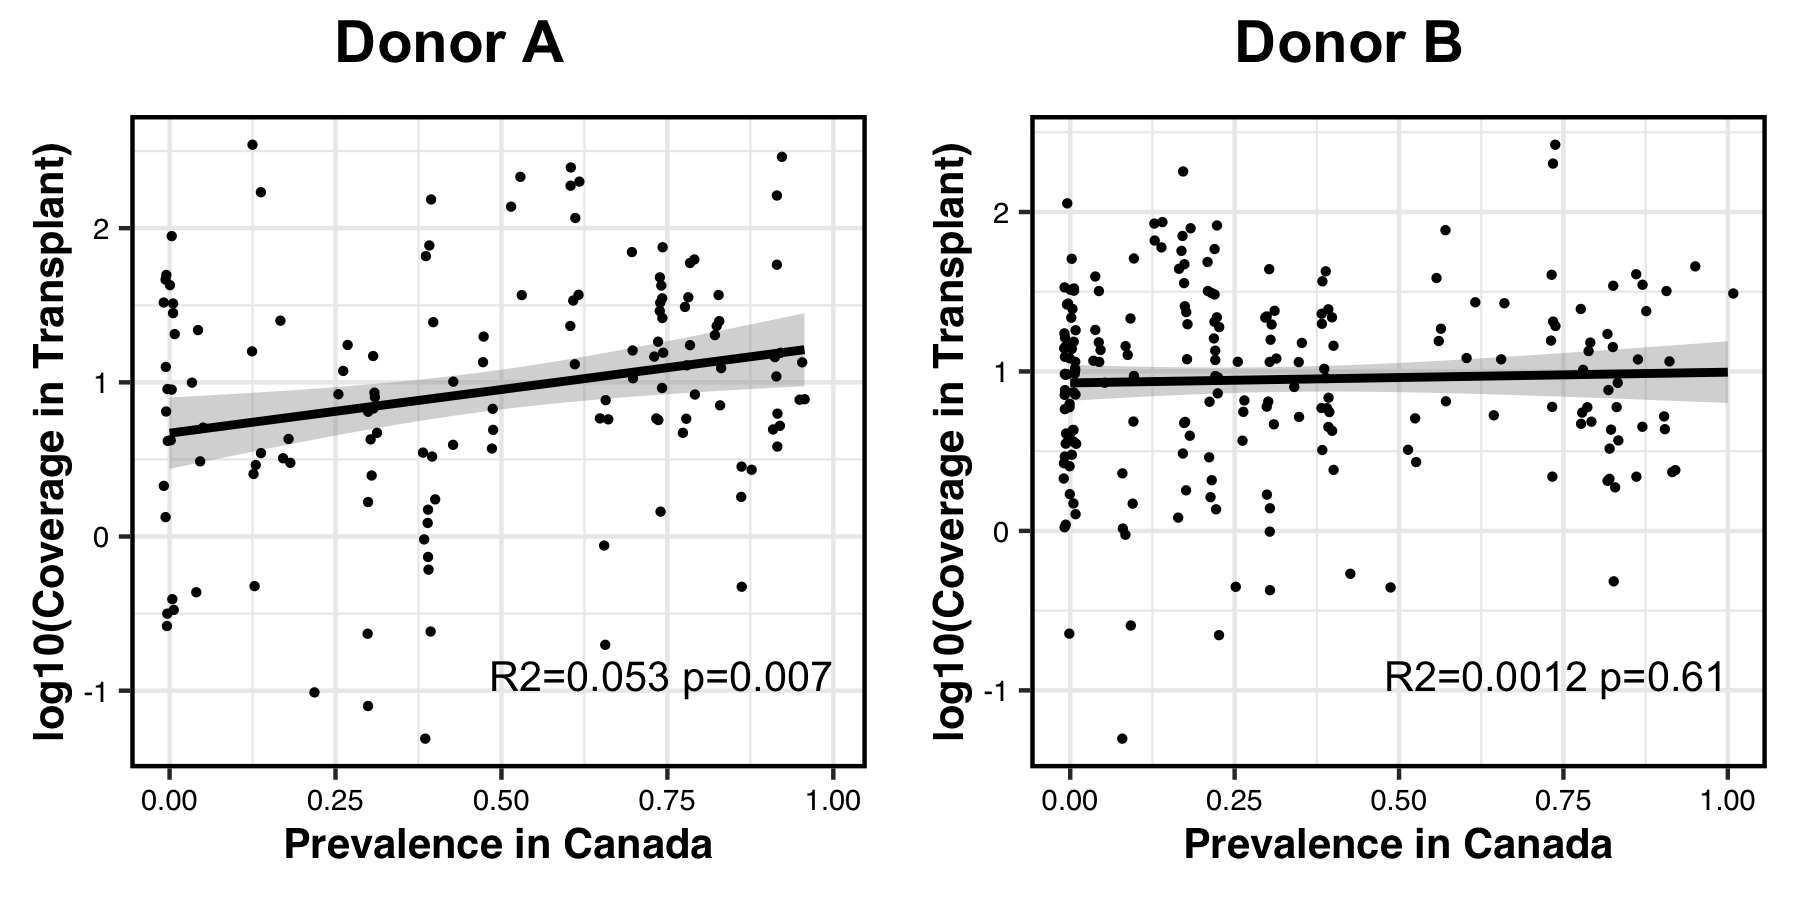 Donor A
log10(Coverage in Transplant)
2
1
0
-1
R2=0.053 p=0.007
0.00 0.25 0.50 0.75 1.00
Prevalence in Canada
Donor B
log10(Coverage in Transplant)
2
1
0
-1
R2=0.0012 p=0.61
0.00 0.25 0.50 0.75 1.00
Prevalence in Canada